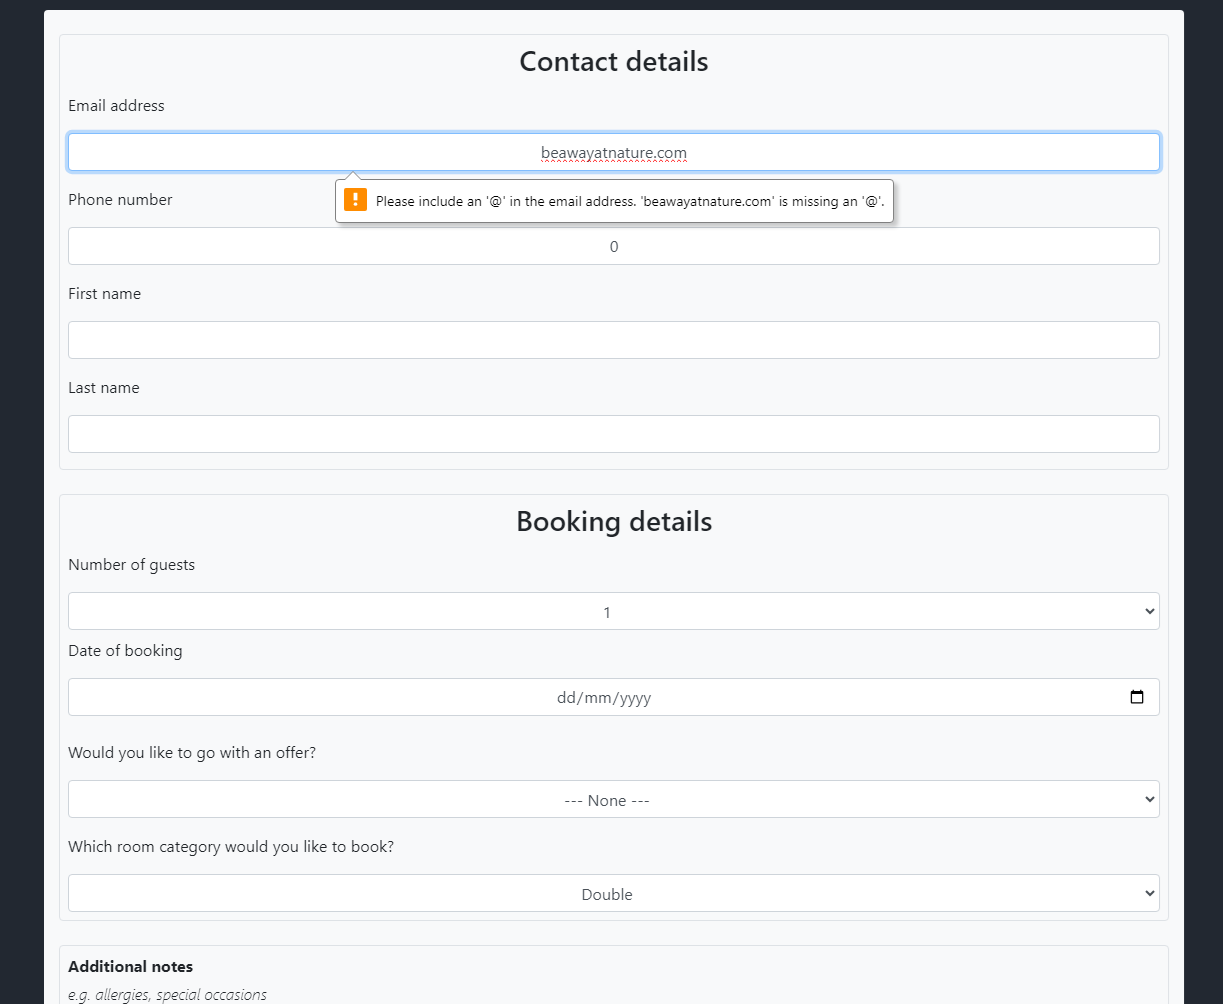 Contact details
Email address
beawayatnature.com
Please include an '@' in the email address. 'beawayatnature.com' is missing an '@'.
Phone number
0
First name
Last name
Booking details
Number of guests
1
Date of booking
dd/mm/yyyy
Would you like to go with an offer?
--- None ---
Which room category would you like to book?
Double
Additional notes
e.g. allergies, special occasions